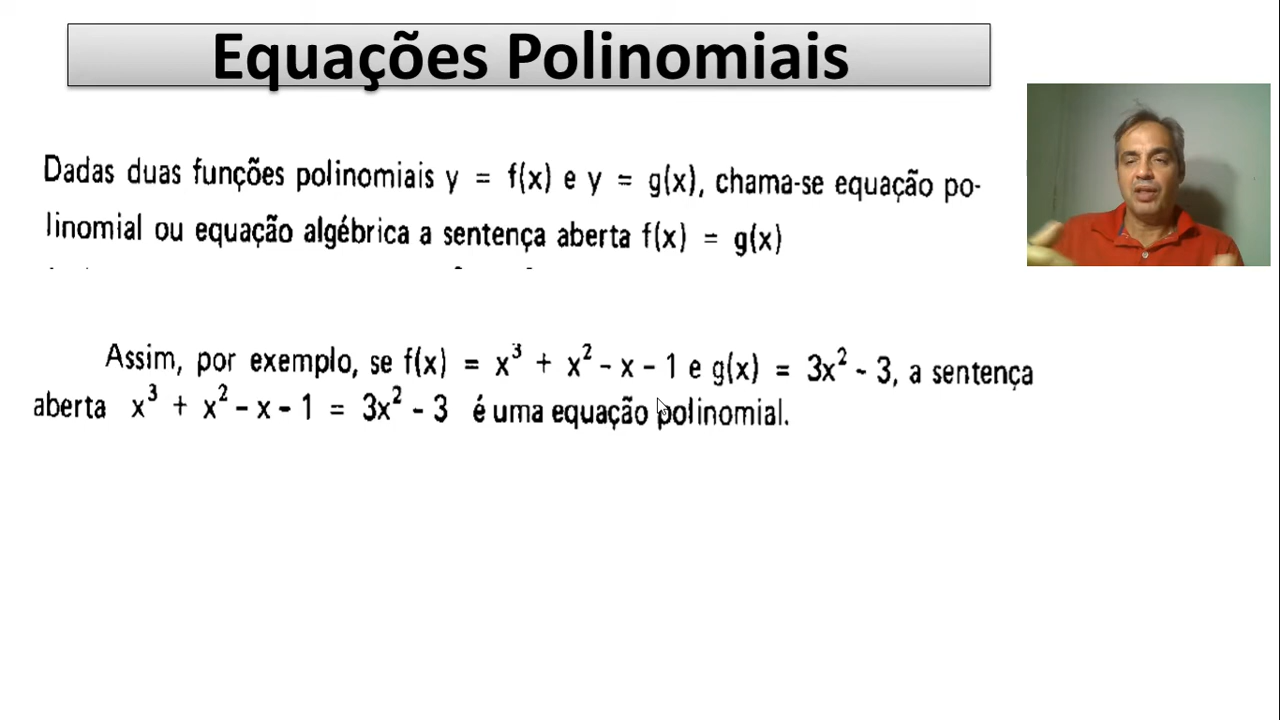 Equações Polinomiais
Dadas duas funções polinomiais y = f(x) e y = g(x), chama-se equação po-
linomial ou equação algébrica a sentença aberta f(x) = g(x)
Assim, por exemplo, se f(x) = x³ + x² - x - 1 e g(x) = 3x² - 3, a sentença
aberta x³ + x² - x - 1 = 3x² - 3 é uma equação polinomial.